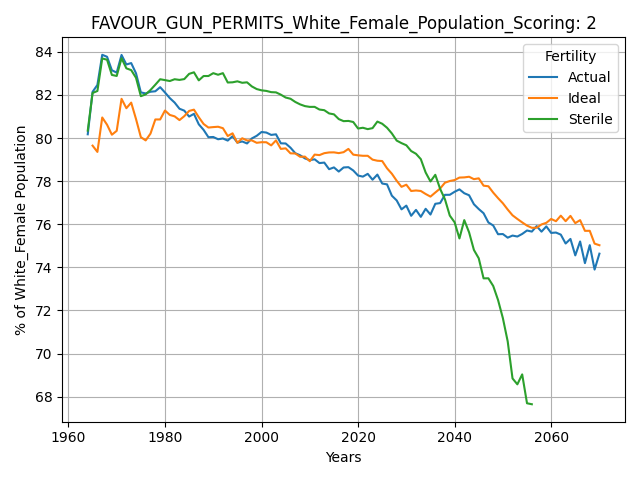 FAVOUR_GUN_PERMITS_White_Female_Population_Scoring: 2
% of White_Female Population
84
82
80
78
76
74
72
70
68
Fertility
Actual
Ideal
Sterile
1960 1980 2000 2020 2040 2060
Years